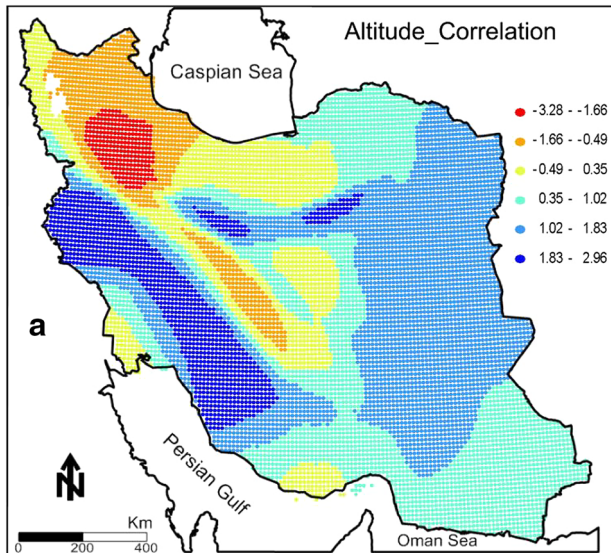 Altitude_Correlation
Caspian Sea
-3.28 - -1.66
-1.66 - -0.49
-0.49 - 0.35
0.35 - 1.02
1.02 - 1.83
1.83 - 2.96
a
Persian Gulf
N
Km
0 200 400
Oman Sea